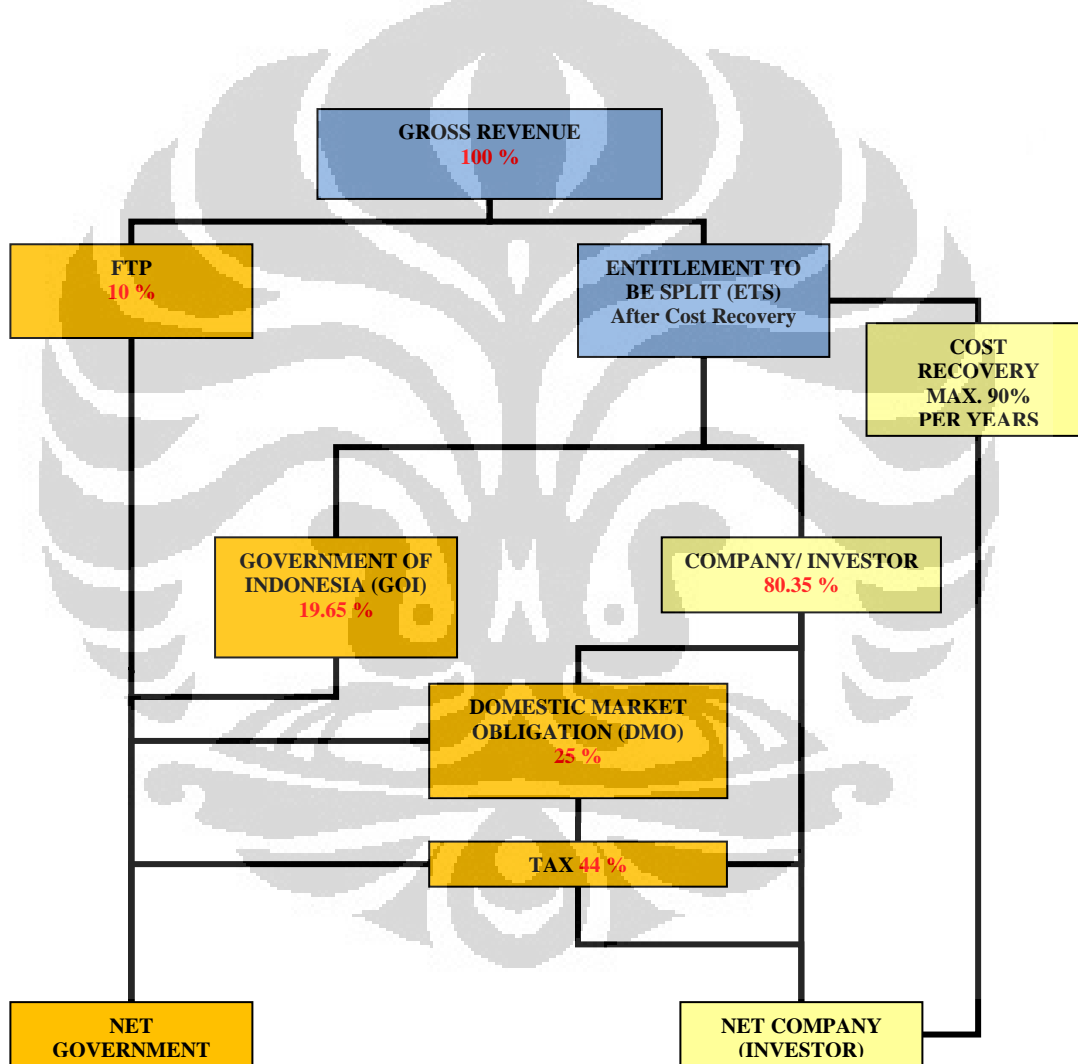 GROSS REVENUE
100 %
FTP
10 %
ENTITLEMENT TO
BE SPLIT (ETS)
After Cost Recovery
COST
RECOVERY
MAX. 90%
PER YEARS
GOVERNMENT OF
INDONESIA (GOI)
19.65 %
COMPANY/ INVESTOR
80.35 %
DOMESTIC MARKET
OBLIGATION (DMO)
25 %
TAX 44 %
NET
GOVERNMENT
NET COMPANY
(INVESTOR)